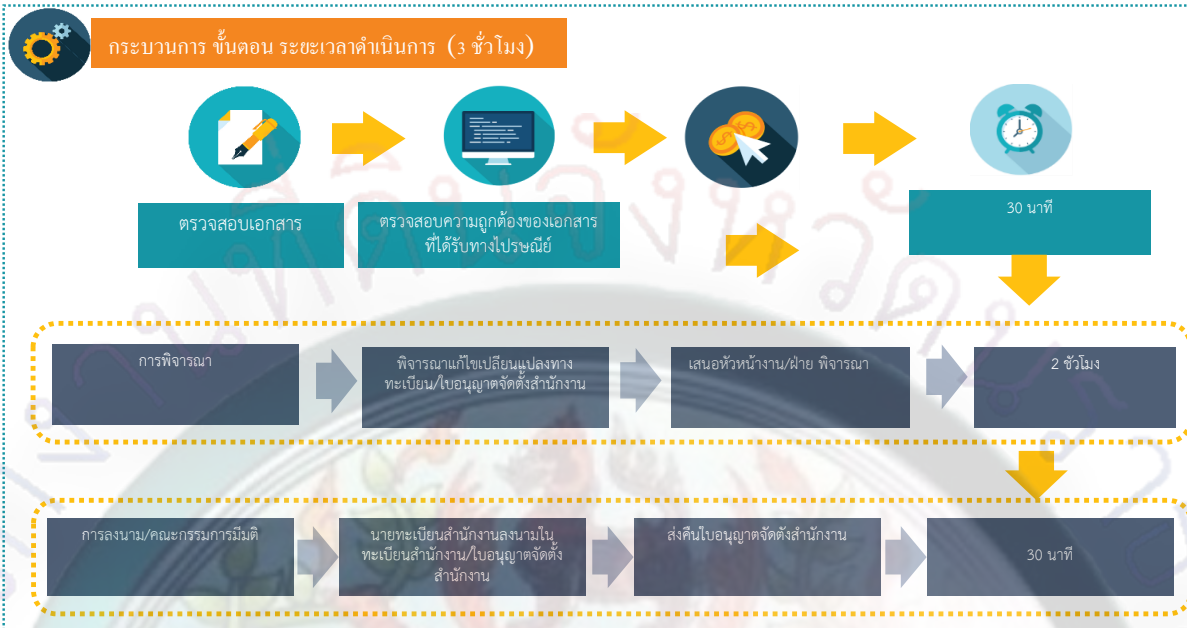 กระบวนการ ขั้นตอน ระยะเวลาดำเนินการ (3 ชั่วโมง)
ตรวจสอบเอกสาร
ตรวจสอบความถูกต้องของเอกสาร
ที่ได้รับทางไปรษณีย์
30 นาที
การพิจารณา
พิจารณาแก้ไขเปลี่ยนแปลงทาง
ทะเบียน/ใบอนุญาตจัดตั้งสำนักงาน
เสนอหัวหน้างาน/ฝ่าย พิจารณา
2 ชัวโมง
การลงนาม/คณะกรรมการมีมติ
นายทะเบียนสำนักงานลงนามใน
ทะเบียนสำนักงาน/ใบอนุญาตจัดตั้ง
สำนักงาน
ส่งคืนใบอนุญาตจัดตังสำนักงาน
30 นาที